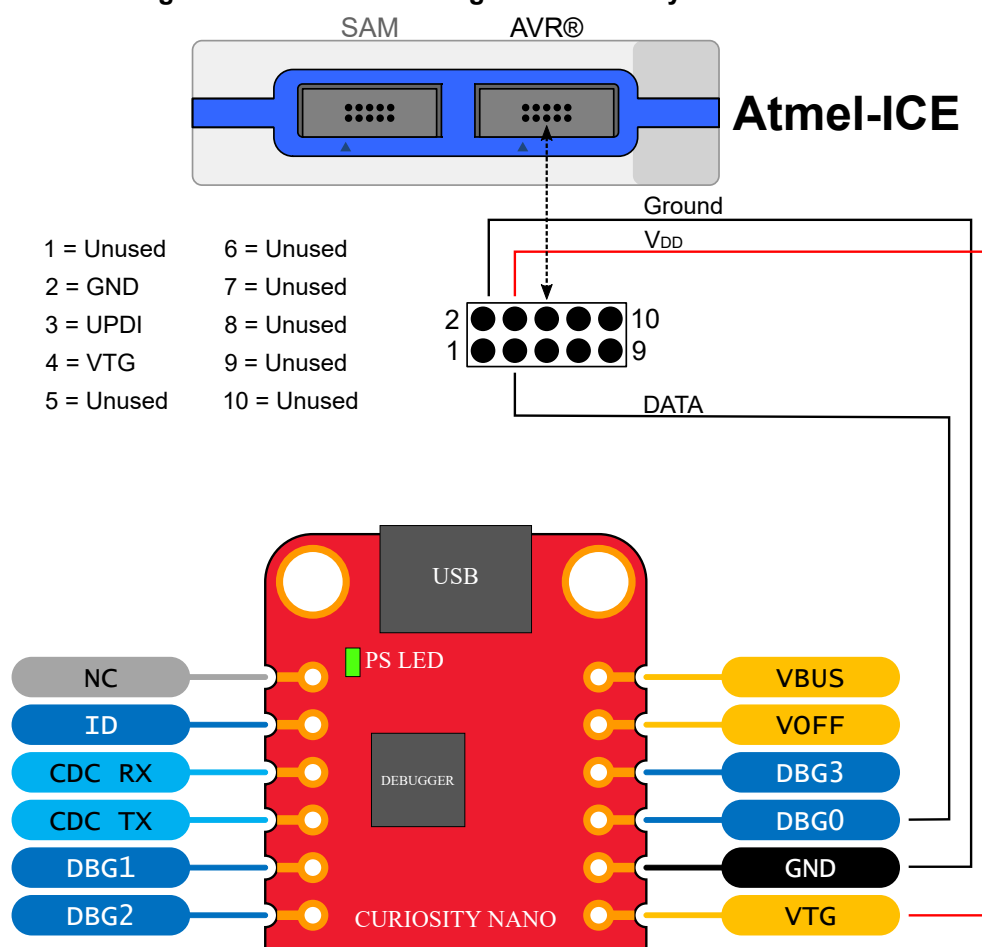 SAM AVR®
Atmel-ICE
Ground
VDD
1 = Unused 6 = Unused
2 = GND 7 = Unused
3 = UPDI 8 = Unused
4 = VTG 9 = Unused
5 = Unused 10 = Unused
2 10
1 9
DATA
USB
PS LED
NC VBUS
ID VOFF
CDC RX DEBUGGER DBG3
CDC TX DBG0
DBG1 GND
DBG2 CURIOSITY NANO VTG